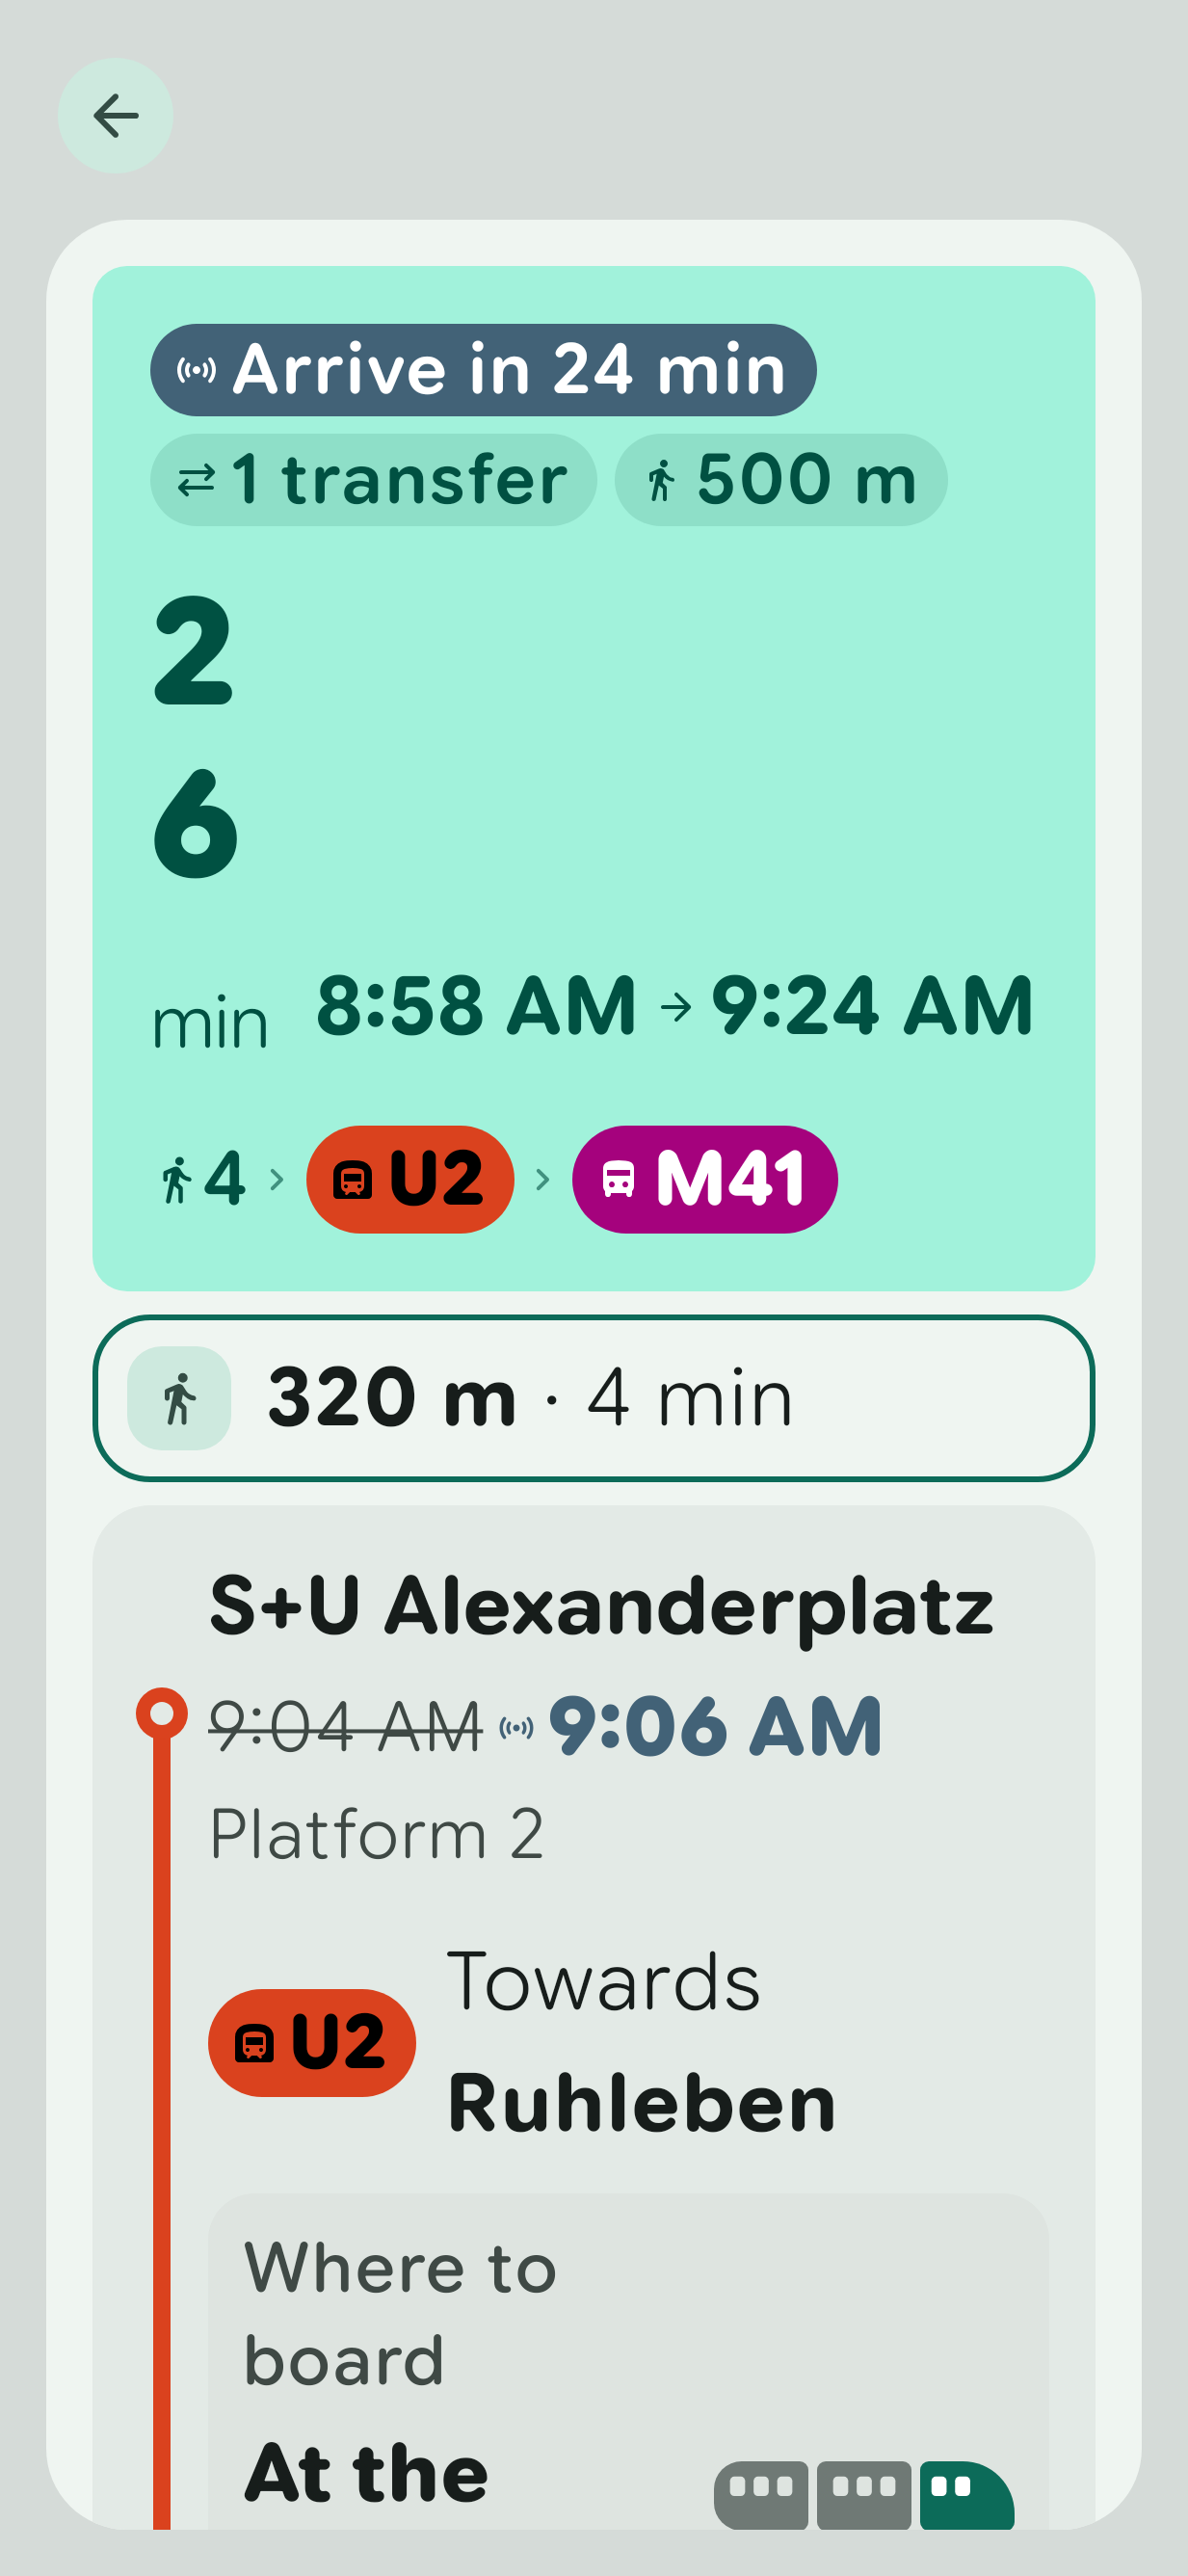 Arrive in 24 min
1 transfer 500 m
2
6
min 8:58 AM → 9:24 AM
4 › U2 › M41
320 m · 4 min
S+U Alexanderplatz
9:04 AM 9:06 AM
Platform 2
Towards
U2
Ruhleben
Where to
board
At the